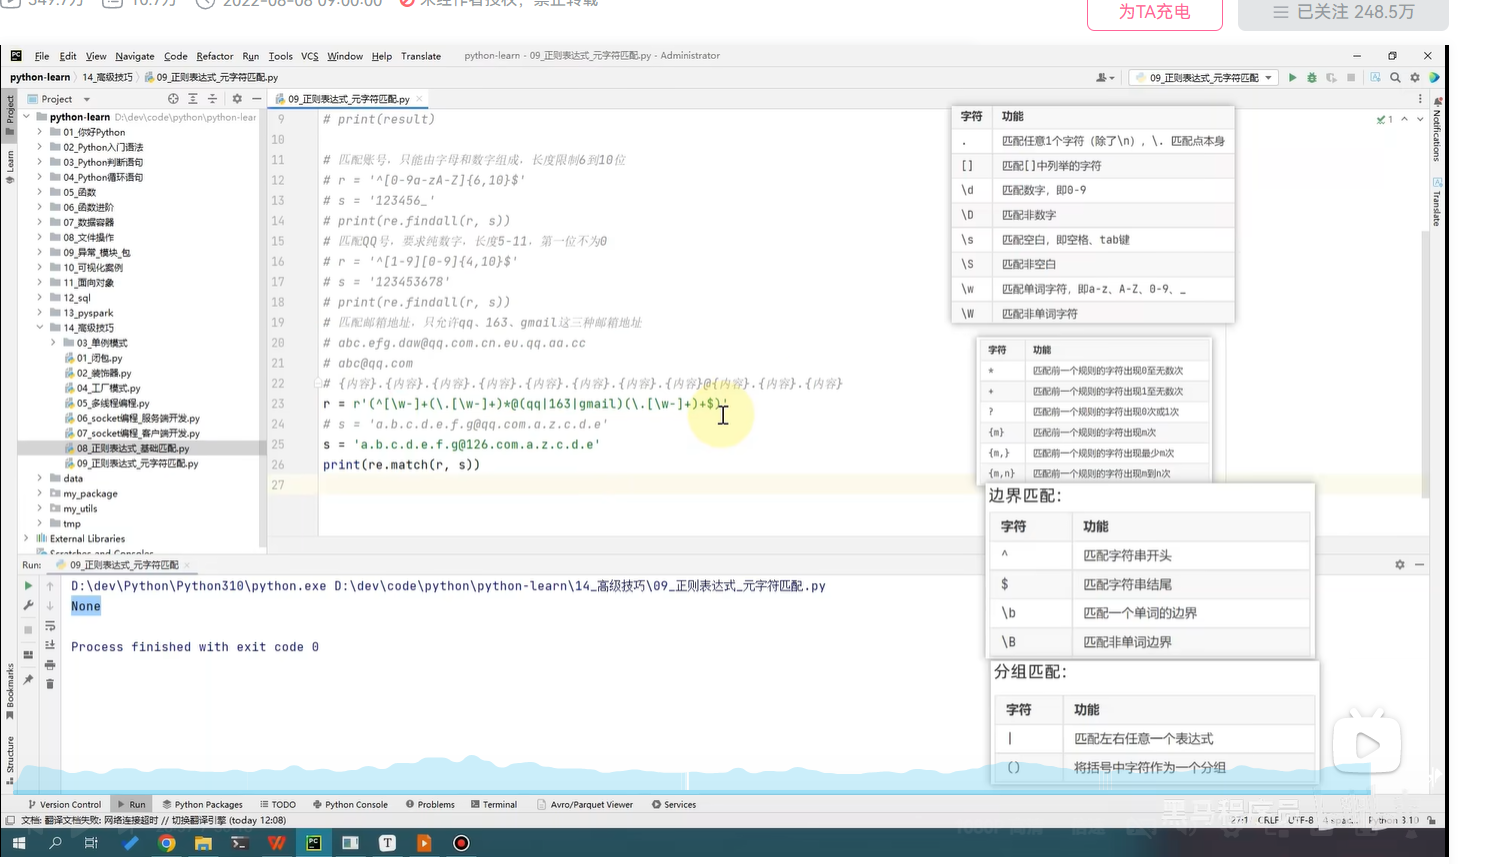 349.7万
10.7万
2022-08-08 09:00:00
未经作者授权，禁止转载
为TA充电
已关注 248.5万
File Edit View Navigate Code Refactor Run Tools VCS Window Help Translate
python-learn - 09_正则表达式_元字符匹配.py - Administrator
python-learn 14_高级技巧 09_正则表达式_元字符匹配.py
09_正则表达式_元字符匹配
Project
09_正则表达式_元字符匹配.py
Project
Learn
Bookmarks
Structure
Notifications
Translate
python-learn D:\dev\code\python\python-lear
01_你好Python
02_Python入门语法
03_Python判断语句
04_Python循环语句
05_函数
06_函数进阶
07_数据容器
08_文件操作
09_异常_模块_包
10_可视化案例
11_面向对象
12_sql
13_pyspark
14_高级技巧
03_单例模式
01_闭包.py
02_装饰器.py
04_工厂模式.py
05_多线程编程.py
06_socket编程_服务端开发.py
07_socket编程_客户端开发.py
08_正则表达式_基础匹配.py
09_正则表达式_元字符匹配.py
data
my_package
my_utils
tmp
External Libraries
Scratches and Consoles
9 # print(result)
10
11 # 匹配账号，只能由字母和数字组成，长度限制6到10位
12 # r = '^[0-9a-zA-Z]{6,10}$'
13 # s = '123456_'
14 # print(re.findall(r, s))
15 # 匹配QQ号，要求纯数字，长度5-11，第一位不为0
16 # r = '^[1-9][0-9]{4,10}$'
17 # s = '123453678'
18 # print(re.findall(r, s))
19 # 匹配邮箱地址，只允许qq、163、gmail这三种邮箱地址
20 # abc.efg.daw@qq.com.cn.eu.qq.aa.cc
21 # abc@qq.com
22 # {内容}.{内容}.{内容}.{内容}.{内容}.{内容}.{内容}.{内容}@{内容}.{内容}.{内容}
23 r = r'(^[\w-]+(\.[\w-]+)*@(qq|163|gmail)(\.[\w-]+)+$)'
24 # s = 'a.b.c.d.e.f.g@qq.com.a.z.c.d.e'
25 s = 'a.b.c.d.e.f.g@126.com.a.z.c.d.e'
26 print(re.match(r, s))
27
1
字符 功能
. 匹配任意1个字符（除了\n），\. 匹配点本身
[] 匹配[]中列举的字符
\d 匹配数字，即0-9
\D 匹配非数字
\s 匹配空白，即空格、tab键
\S 匹配非空白
\w 匹配单词字符，即a-z、A-Z、0-9、_
\W 匹配非单词字符
字符 功能
* 匹配前一个规则的字符出现0至无数次
+ 匹配前一个规则的字符出现1至无数次
? 匹配前一个规则的字符出现0次或1次
{m} 匹配前一个规则的字符出现m次
{m,} 匹配前一个规则的字符出现最少m次
{m,n} 匹配前一个规则的字符出现m到n次
边界匹配：
字符 功能
^ 匹配字符串开头
$ 匹配字符串结尾
\b 匹配一个单词的边界
\B 匹配非单词边界
分组匹配：
字符 功能
| 匹配左右任意一个表达式
() 将括号中字符作为一个分组
Run: 09_正则表达式_元字符匹配
D:\dev\Python\Python310\python.exe D:\dev\code\python\python-learn\14_高级技巧\09_正则表达式_元字符匹配.py
None
Process finished with exit code 0
Version Control Run Python Packages TODO Python Console Problems Terminal Avro/Parquet Viewer Services
文档: 翻译文档失败: 网络连接超时 // 切换翻译引擎 (today 12:08)
27:1 CRLF UTF-8 4 spac... Python 3.10
黑马程序员